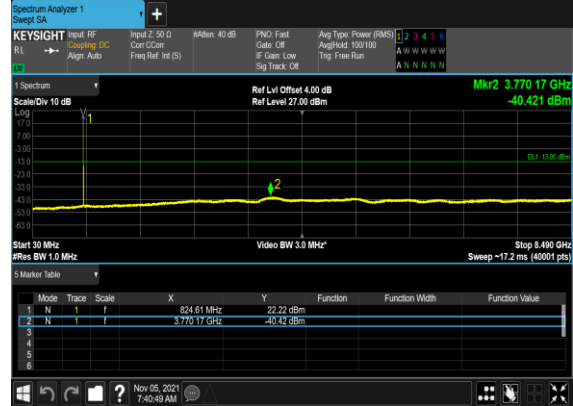 Spectrum Analyzer 1
Swept SA
+
KEYSIGHT Input: RF Input Z: 50 Ω #Atten: 40 dB PNO: Fast Avg Type: Power (RMS) 1 2 3 4 5 6
RL Coupling: DC Corr CCorr Gate: Off Avg|Hold: 100/100 A W W W W W
Align: Auto Freq Ref: Int (S) IF Gain: Low Trig: Free Run
Sig Track: Off A N N N N N
LXI
1 Spectrum Ref Lvl Offset 4.00 dB Mkr2 3.770 17 GHz
Scale/Div 10 dB Ref Level 27.00 dBm -40.421 dBm
Log
17.0
7.00
-3.00
-13.0
-23.0
-33.0
-43.0
-53.0
-63.0
1
DL1 -13.00 dBm
2
Start 30 MHz Video BW 3.0 MHz* Stop 8.490 GHz
#Res BW 1.0 MHz Sweep ~17.2 ms (40001 pts)
5 Marker Table
Mode Trace Scale X Y Function Function Width Function Value
1 N 1 f 824.61 MHz 22.22 dBm
2 N 1 f 3.770 17 GHz -40.42 dBm
3
4
5
6
? Nov 05, 2021
7:40:49 AM